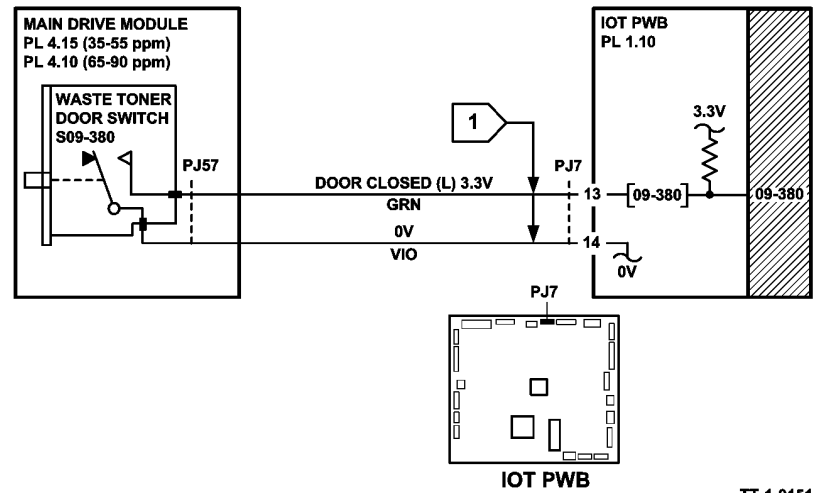 MAIN DRIVE MODULE
PL 4.15 (35-55 ppm)
PL 4.10 (65-90 ppm)
WASTE TONER
DOOR SWITCH
S09-380
PJ57
1
DOOR CLOSED (L) 3.3V
GRN
0V
VIO
PJ7
IOT PWB
PL 1.10
3.3V
13
09-380
09-380
14
0V
PJ7
IOT PWB